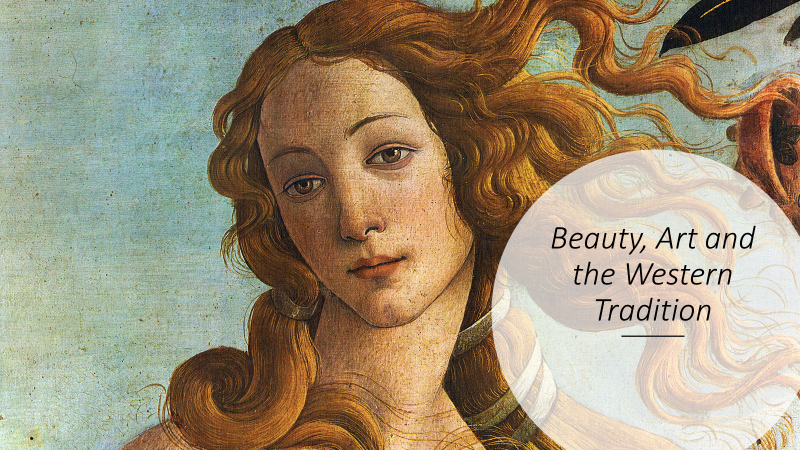 Beauty, Art and
the Western
Tradition